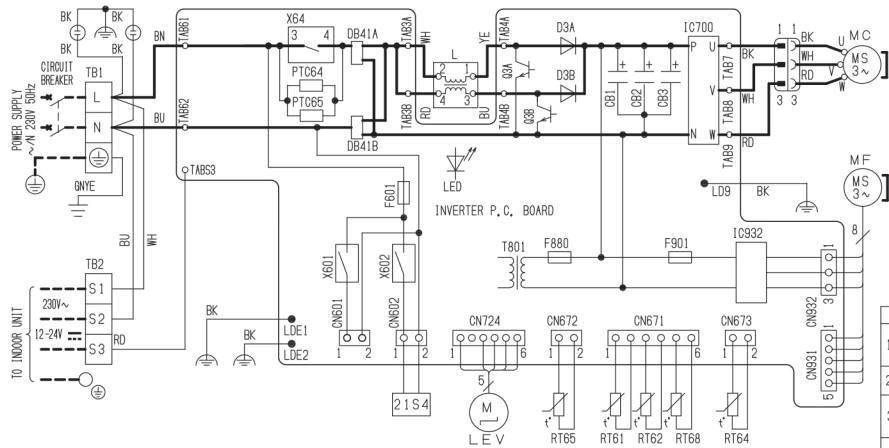 BK
BK
BN
TAB61
X64
3 4
DB41A
TAB3A
WH
YE
TAB4A
D3A
IC700
CIRCUIT BREAKER
POWER SUPPLY
~/N 230V 50Hz
TB1
L
N
GNYE
PTC64
PTC65
L
2 1
4 3
RD
BU
Q3A
D3B
Q3B
+ + +
CB1
CB2
CB3
P
U
V
N
W
BK
WH
RD
TAB7
TAB8
TAB9
1 1
3 3
BK
WH
RD
U
V
W
MC
MS
3~
BU
TAB62
DB41B
TAB3B
TAB4B
TABS3
LED
INVERTER P.C. BOARD
LD9
BK
MF
MS
3~
8
BU
WH
F601
X601
X602
T801
F880
F901
IC932
1
3
CN932
TB2
S1
S2
S3
TO INDOOR UNIT
230V~
12-24V
RD
BK
BK
LDE1
LDE2
CN601
1 2
CN602
1 2
CN724
1 6
CN672
1 2
CN671
1 8
CN673
1 2
CN931
1
5
21S4
5
M
LEV
t°
RT65
t°
RT61
RT62
RT68
t°
RT64
1
2
3